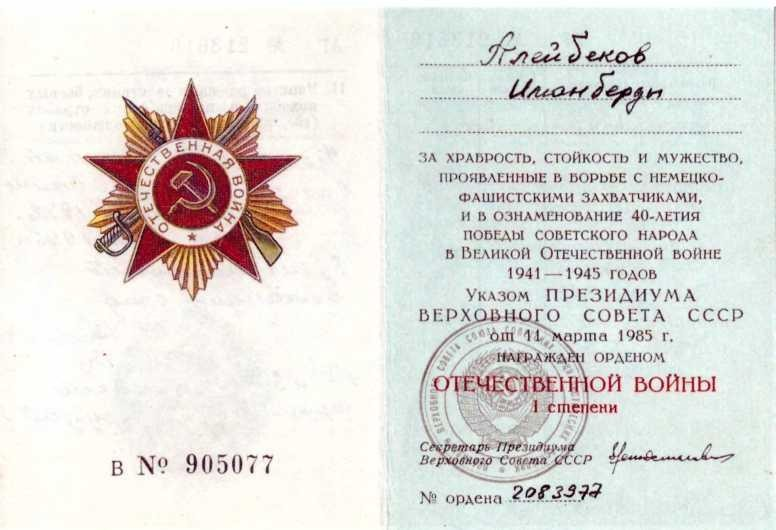 ОТЕЧЕСТВЕННАЯ ВОЙНА
В № 905077
Алейбеков
Иманберды
ЗА ХРАБРОСТЬ, СТОЙКОСТЬ И МУЖЕСТВО,
ПРОЯВЛЕННЫЕ В БОРЬБЕ С НЕМЕЦКО-
ФАШИСТСКИМИ ЗАХВАТЧИКАМИ,
И В ОЗНАМЕНОВАНИЕ 40-ЛЕТИЯ
ПОБЕДЫ СОВЕТСКОГО НАРОДА
В ВЕЛИКОЙ ОТЕЧЕСТВЕННОЙ ВОЙНЕ
1941—1945 ГОДОВ
УКАЗОМ ПРЕЗИДИУМА
ВЕРХОВНОГО СОВЕТА СССР
от 11 марта 1985 г.
НАГРАЖДЕН ОРДЕНОМ
ОТЕЧЕСТВЕННОЙ ВОЙНЫ
I степени
Секретарь Президиума
Верховного Совета СССР
№ ордена 2083977